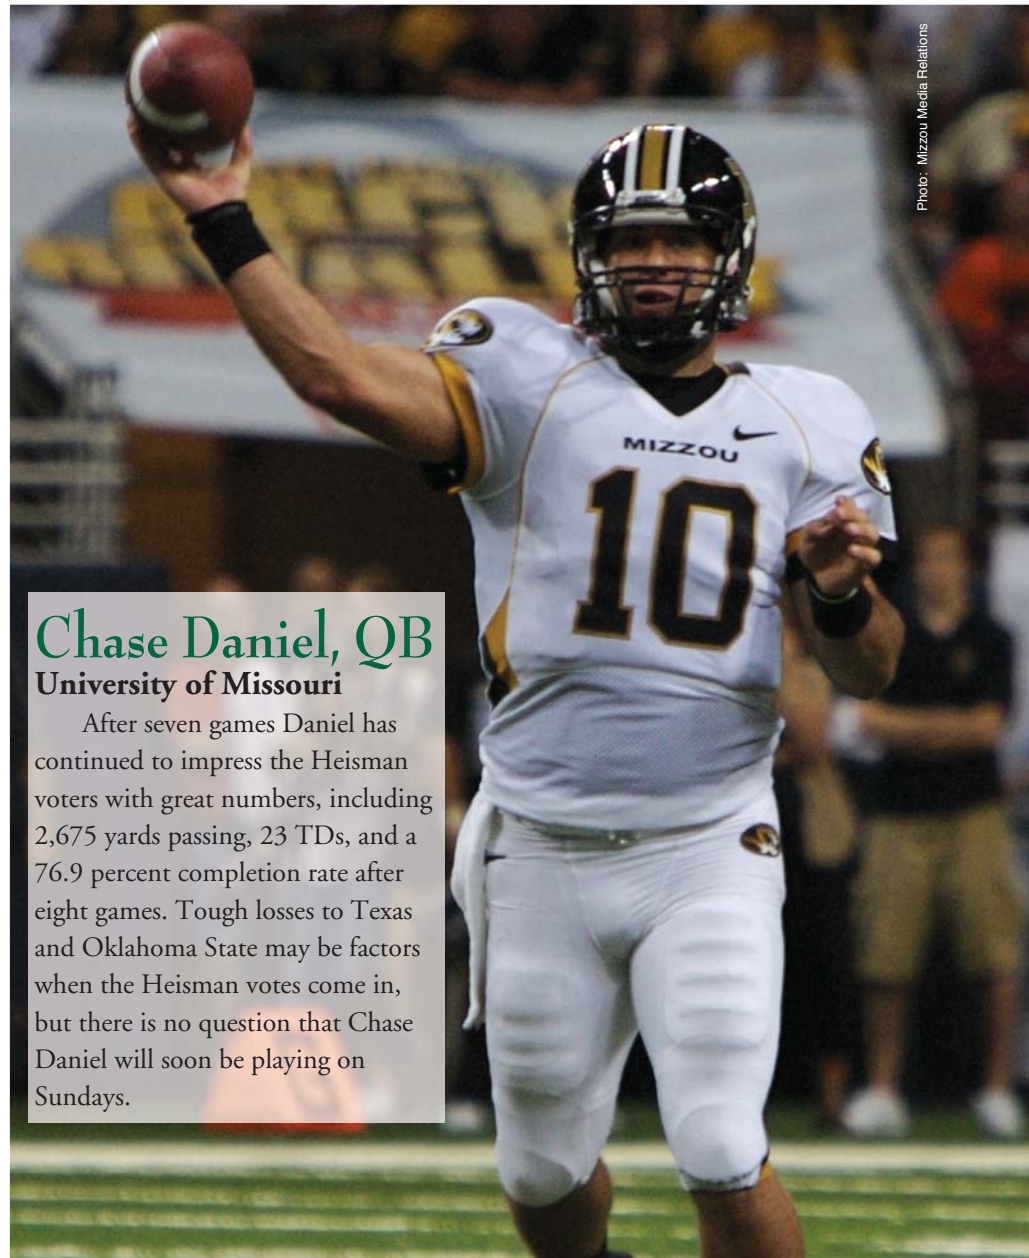 Photo: Mizzou Media Relations
MIZZOU
10
Chase Daniel, QB
University of Missouri
After seven games Daniel has
continued to impress the Heisman
voters with great numbers, including
2,675 yards passing, 23 TDs, and a
76.9 percent completion rate after
eight games. Tough losses to Texas
and Oklahoma State may be factors
when the Heisman votes come in,
but there is no question that Chase
Daniel will soon be playing on
Sundays.